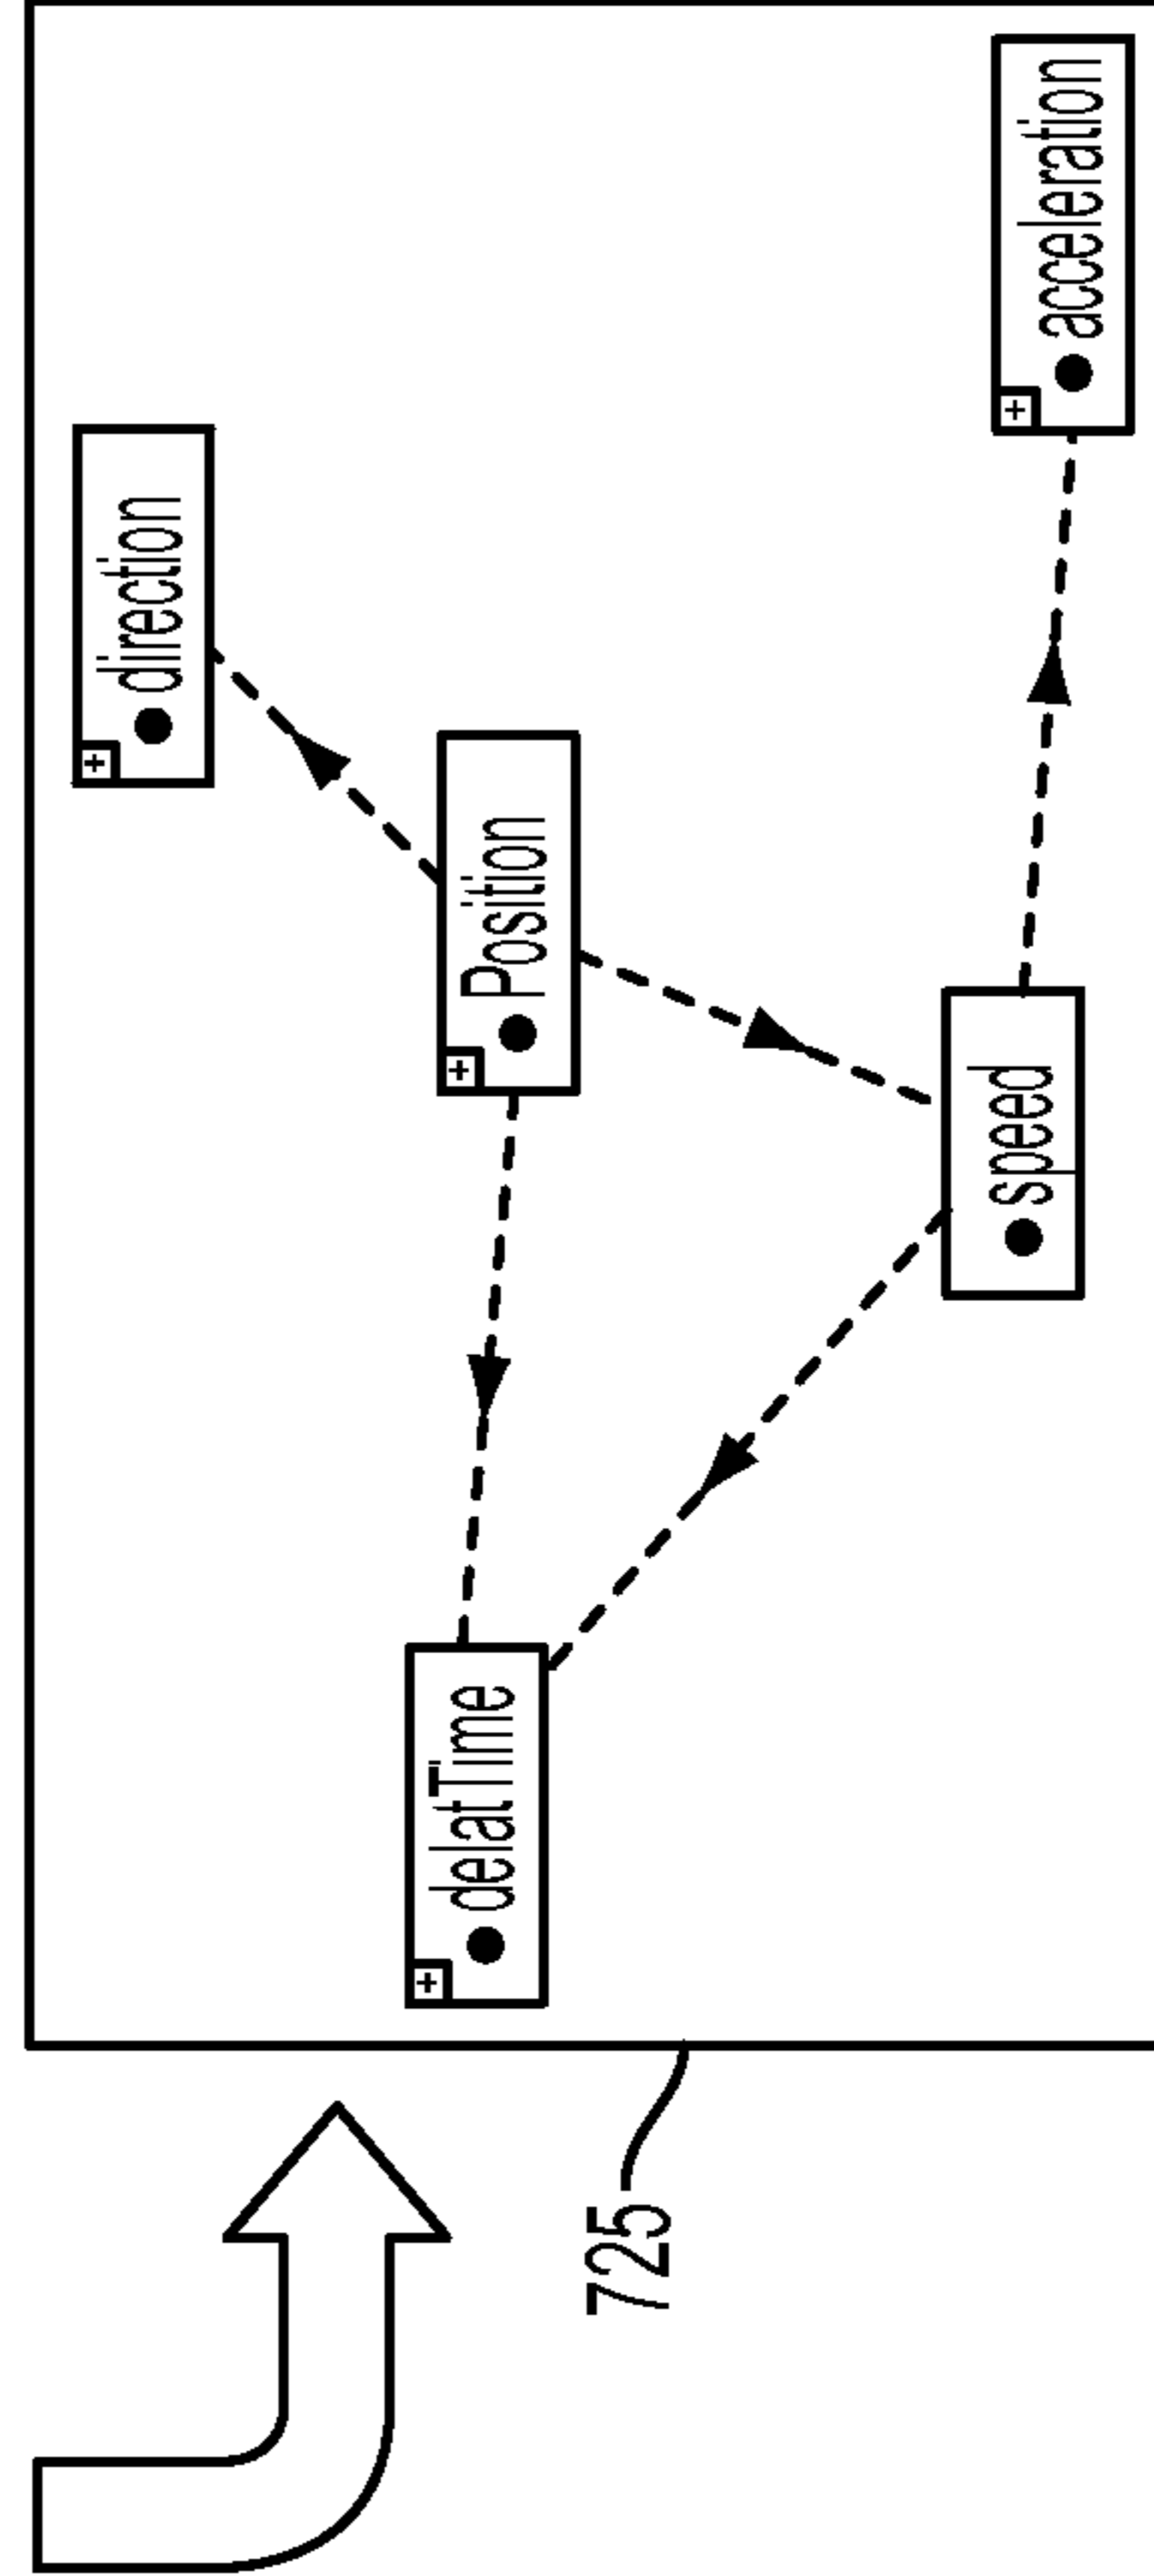 +
direction
+
Position
+
delatTime
speed
+
acceleration
725